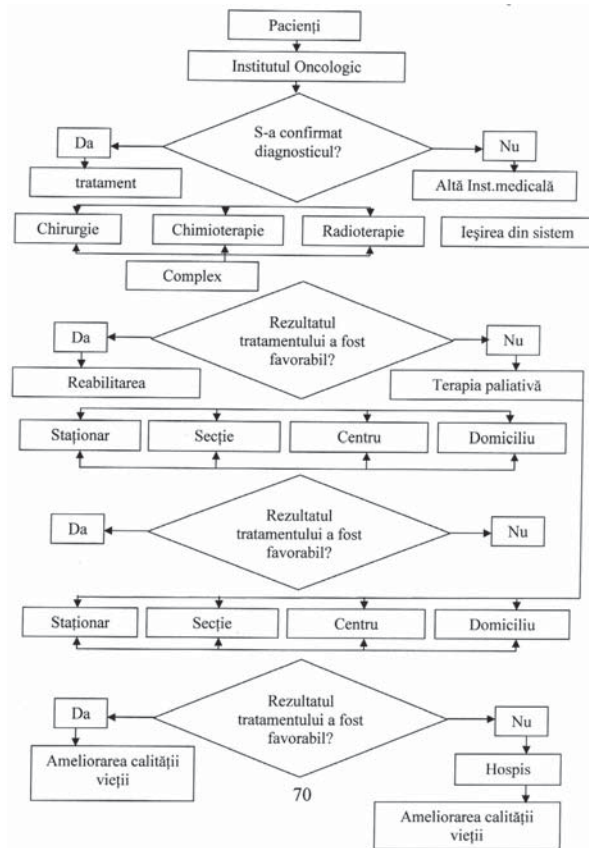 Pacienți
Institutul Oncologic
S-a confirmat
diagnosticul?
Da
Nu
tratament
Altă Inst.medicală
Chirurgie
Chimioterapie
Radioterapie
Ieșirea din sistem
Complex
Rezultatul
tratamentului a fost
favorabil?
Da
Nu
Reabilitarea
Terapia paliativă
Staționar
Secție
Centru
Domiciliu
Rezultatul
tratamentului a fost
favorabil?
Da
Nu
Staționar
Secție
Centru
Domiciliu
Rezultatul
tratamentului a fost
favorabil?
Da
Nu
Ameliorarea calității
vieții
Hospis
70
Ameliorarea calității
vieții